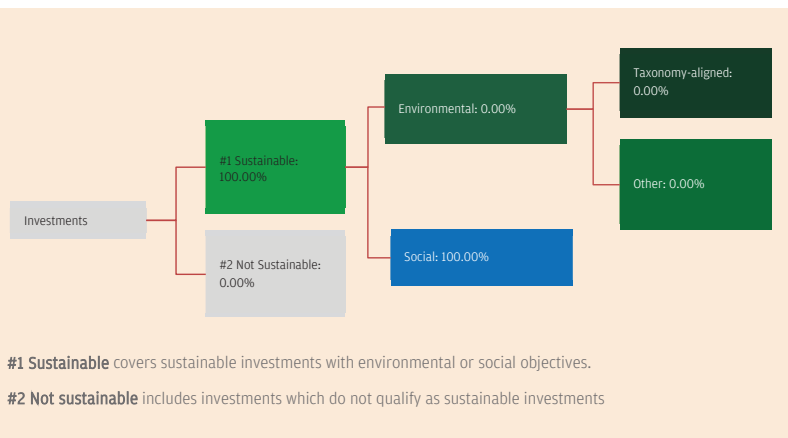 Taxonomy-aligned:
0.00%
Environmental: 0.00%
#1 Sustainable:
100.00%
Other: 0.00%
Investments
Social: 100.00%
#2 Not Sustainable:
0.00%
#1 Sustainable covers sustainable investments with environmental or social objectives.
#2 Not sustainable includes investments which do not qualify as sustainable investments